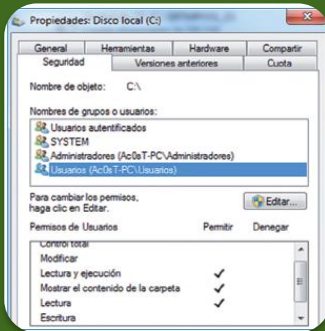 Propiedades: Disco local (C:)
General Herramientas Hardware Compartir
Seguridad Versiones anteriores Cuota
Nombre de objeto: C:\
Nombres de grupos o usuarios:
Usuarios autentificados
SYSTEM
Administradores (Ac0sT-PC\Administradores)
Usuarios (Ac0sT-PC\Usuarios)
Para cambiar los permisos,
haga clic en Editar.
Editar...
Permisos de Usuarios Permitir Denegar
Control total
Modificar
Lectura y ejecución
Mostrar el contenido de la carpeta
Lectura
Escritura